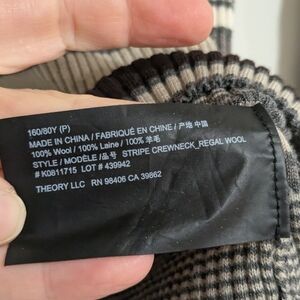 160/80Y (P)
MADE IN CHINA / FABRIQUÉ EN CHINE / 产地 中国
100% Wool / 100% Laine / 100% 羊毛
STYLE / MODÈLE /品号 STRIPE CREWNECK_REGAL WOOL
# K0811715 LOT # 439942
THEORY LLC RN 98406 CA 39862